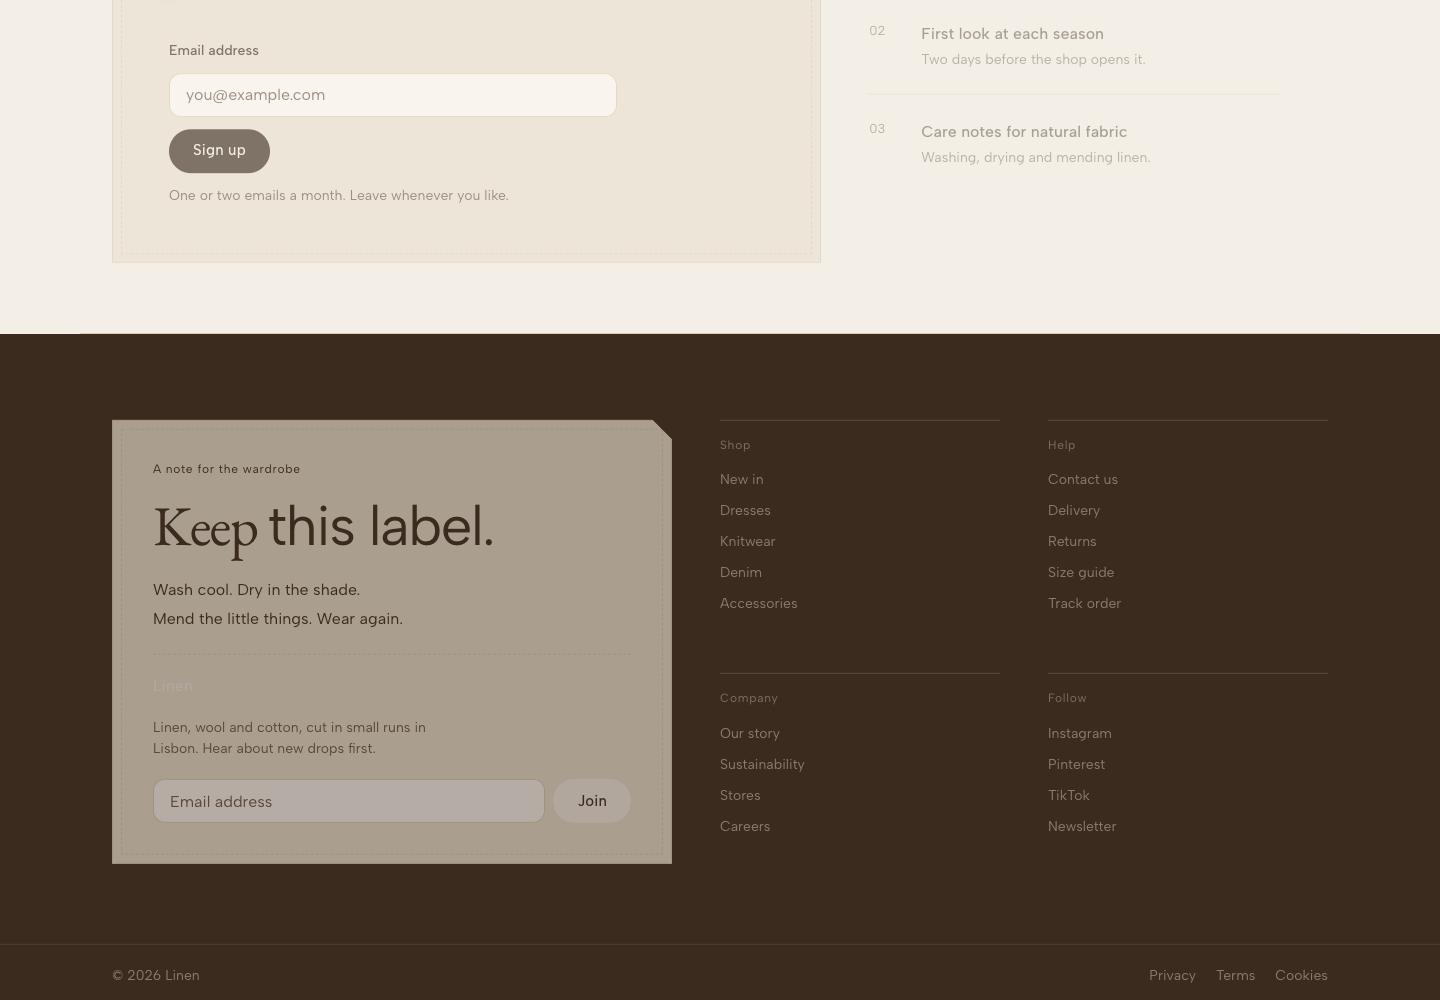 Email address
you@example.com
Sign up
One or two emails a month. Leave whenever you like.
02
First look at each season
Two days before the shop opens it.
03
Care notes for natural fabric
Washing, drying and mending linen.
A note for the wardrobe
Keep this label.
Wash cool. Dry in the shade.
Mend the little things. Wear again.
Linen
Linen, wool and cotton, cut in small runs in
Lisbon. Hear about new drops first.
Email address
Join
Shop
New in
Dresses
Knitwear
Denim
Accessories
Help
Contact us
Delivery
Returns
Size guide
Track order
Company
Our story
Sustainability
Stores
Careers
Follow
Instagram
Pinterest
TikTok
Newsletter
© 2026 Linen
Privacy
Terms
Cookies